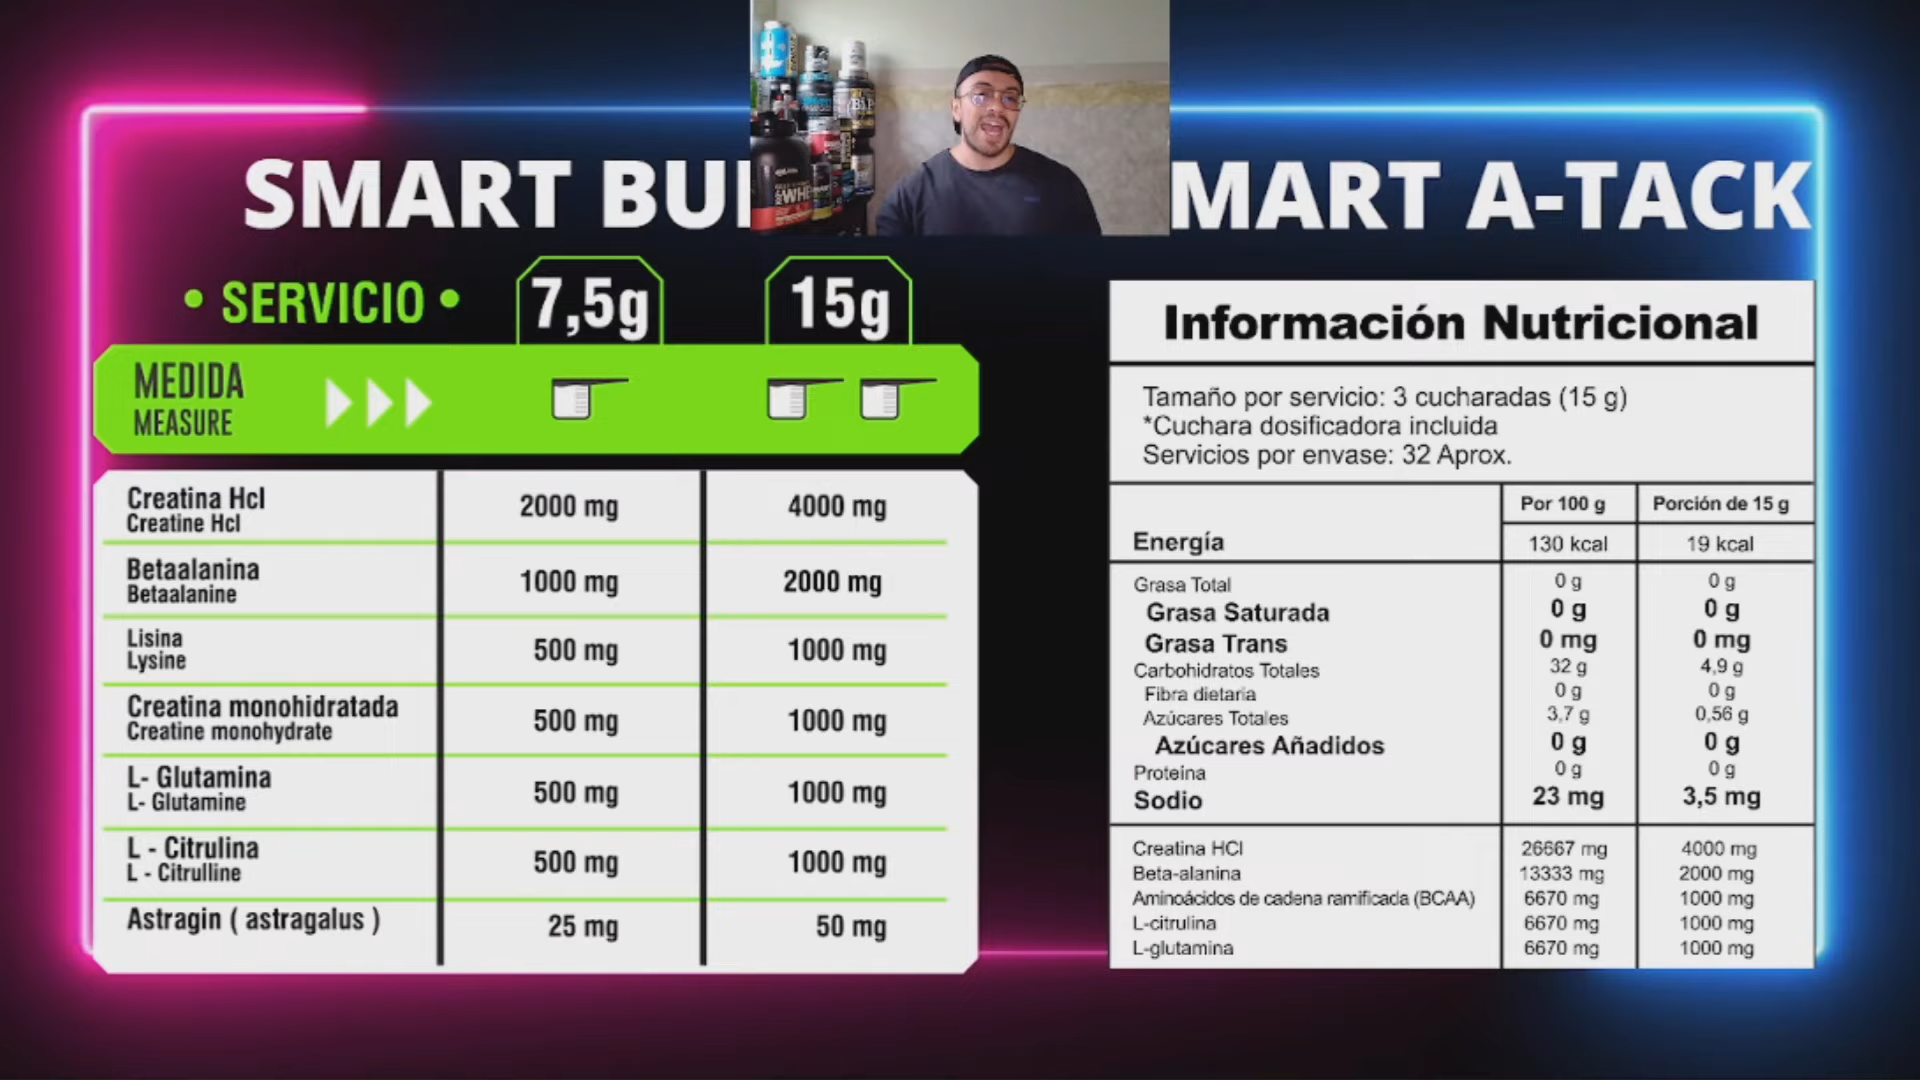 SMART BU
MART A-TACK
• SERVICIO •
7,5g
15g
MEDIDA
MEASURE
Creatina Hcl
Creatine Hcl
2000 mg
4000 mg
Betaalanina
Betaalanine
1000 mg
2000 mg
Lisina
Lysine
500 mg
1000 mg
Creatina monohidratada
Creatine monohydrate
500 mg
1000 mg
L- Glutamina
L- Glutamine
500 mg
1000 mg
L - Citrulina
L - Citrulline
500 mg
1000 mg
Astragin ( astragalus )
25 mg
50 mg
Información Nutricional
Tamaño por servicio: 3 cucharadas (15 g)
*Cuchara dosificadora incluida
Servicios por envase: 32 Aprox.
Por 100 g
Porción de 15 g
Energía
130 kcal
19 kcal
Grasa Total
0 g
0 g
Grasa Saturada
0 g
0 g
Grasa Trans
0 mg
0 mg
Carbohidratos Totales
32 g
4,9 g
Fibra dietaria
0 g
0 g
Azúcares Totales
3,7 g
0,56 g
Azúcares Añadidos
0 g
0 g
Proteina
0 g
0 g
Sodio
23 mg
3,5 mg
Creatina HCl
26667 mg
4000 mg
Beta-alanina
13333 mg
2000 mg
Aminoácidos de cadena ramificada (BCAA)
6670 mg
1000 mg
L-citrulina
6670 mg
1000 mg
L-glutamina
6670 mg
1000 mg